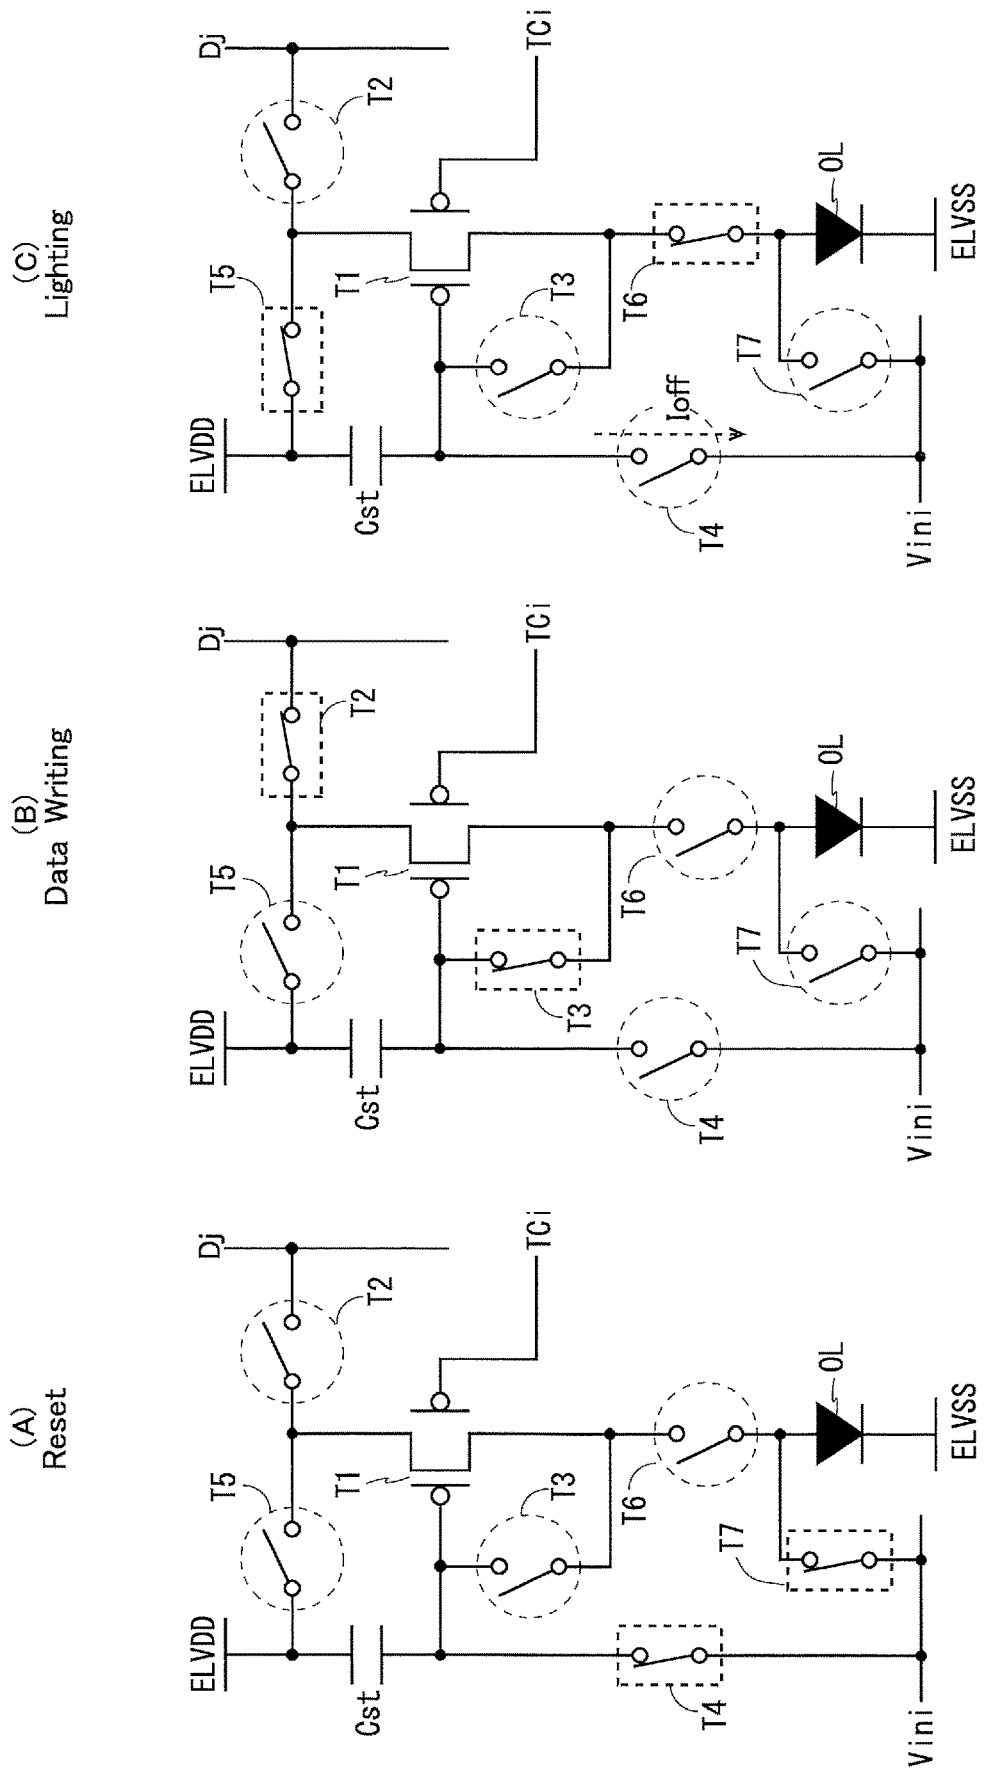 (A)
Reset
ELVDD
T5
Dj
T2
Cst
T1
TCi
T3
T4
T6
T7
OL
Vini
ELVSS
(B)
Data Writing
ELVDD
T5
Dj
T2
Cst
T1
TCi
T3
T4
T6
T7
OL
Vini
ELVSS
(C)
Lighting
ELVDD
T5
Dj
T2
Cst
T1
TCi
T3
Ioff
T4
T6
T7
OL
Vini
ELVSS